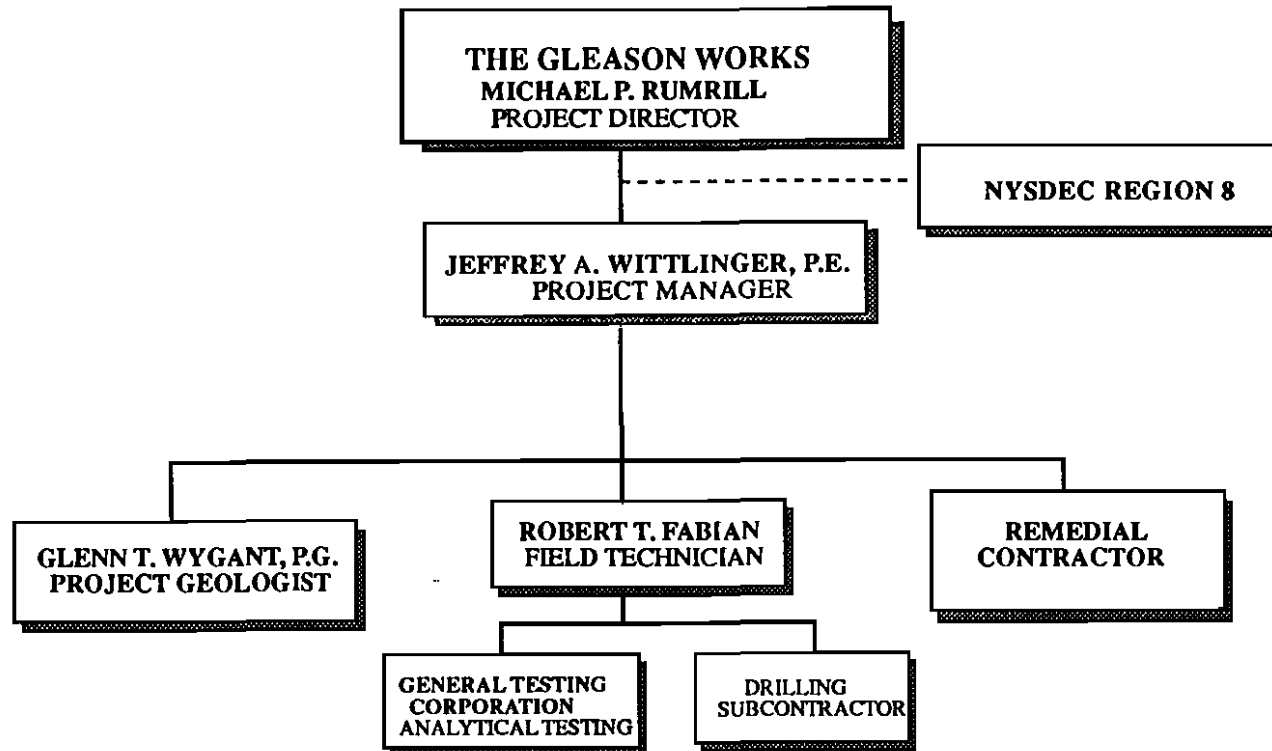 THE GLEASON WORKS
MICHAEL P. RUMRILL
PROJECT DIRECTOR
NYSDEC REGION 8
JEFFREY A. WITTLINGER, P.E.
PROJECT MANAGER
GLENN T. WYGANT, P.G.
PROJECT GEOLOGIST
ROBERT T. FABIAN
FIELD TECHNICIAN
REMEDIAL
CONTRACTOR
GENERAL TESTING
CORPORATION
ANALYTICAL TESTING
DRILLING
SUBCONTRACTOR